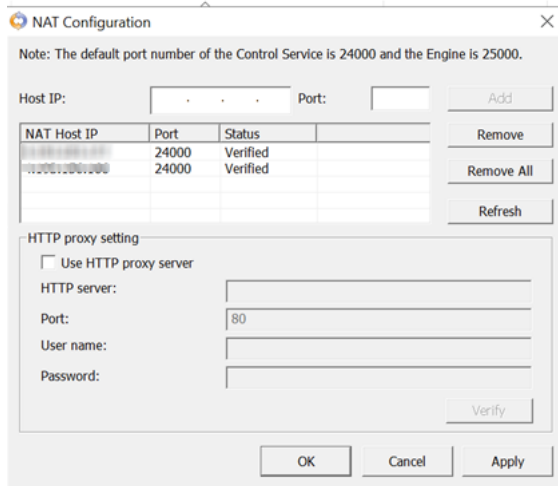 NAT Configuration
Note: The default port number of the Control Service is 24000 and the Engine is 25000.
Host IP: . . . Port: Add
NAT Host IP Port Status
24000 Verified
24000 Verified
Remove
Remove All
Refresh
HTTP proxy setting
Use HTTP proxy server
HTTP server:
Port: 80
User name:
Password:
Verify
OK Cancel Apply